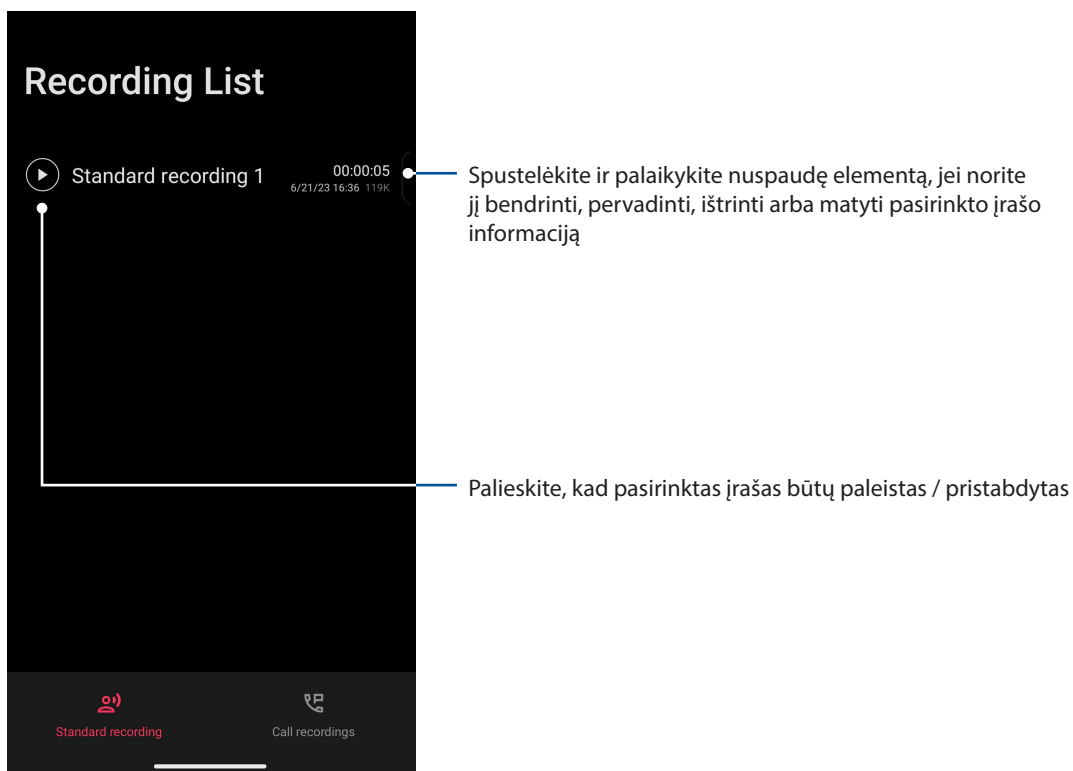 Recording List
Standard recording 1
00:00:05
6/21/23 16:36 119K
Spustelėkite ir palaikykite nuspaudę elementą, jei norite
jį bendrinti, pervadinti, ištrinti arba matyti pasirinkto įrašo
informaciją
Palieskite, kad pasirinktas įrašas būtų paleistas / pristabdytas
Standard recording
Call recordings